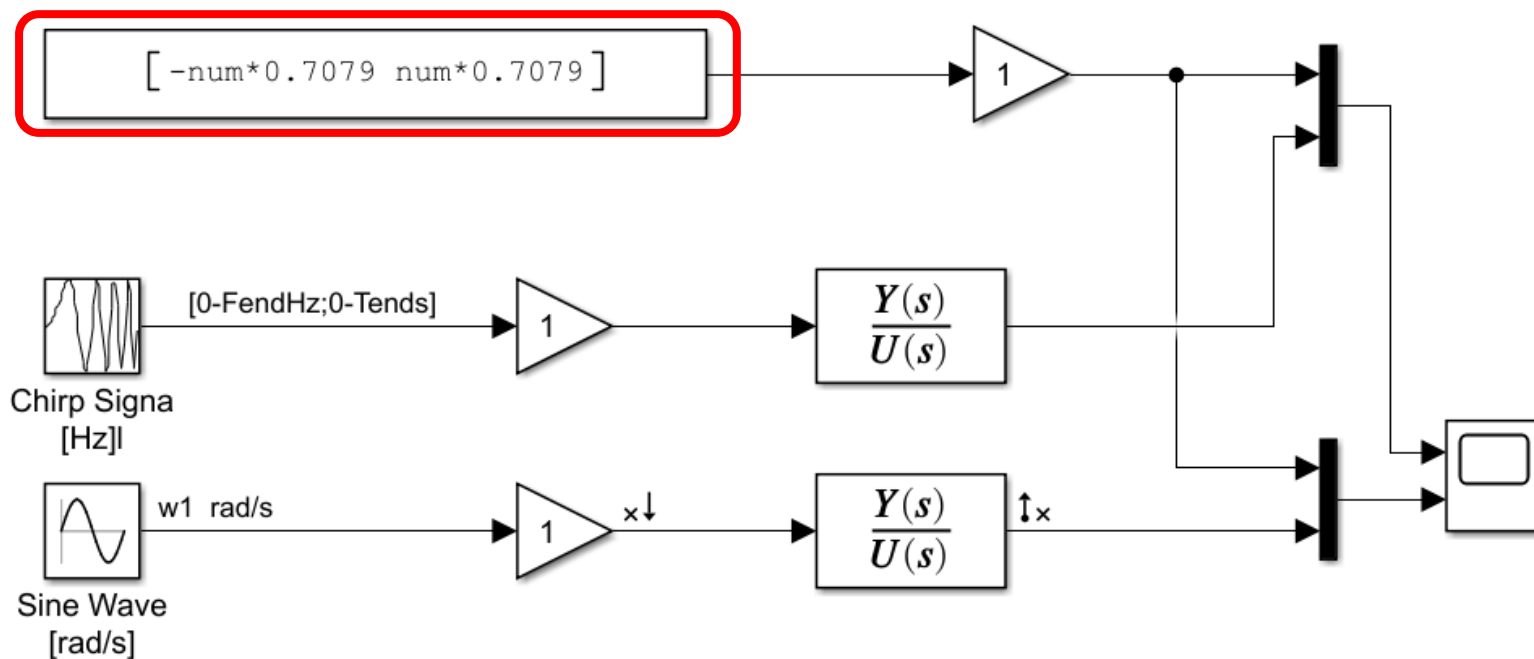 [-num*0.7079 num*0.7079]
1
[0-FendHz;0-Tends]
1
Y(s)
U(s)
Chirp Signa
[Hz]l
w1 rad/s
1
Y(s)
U(s)
Sine Wave
[rad/s]